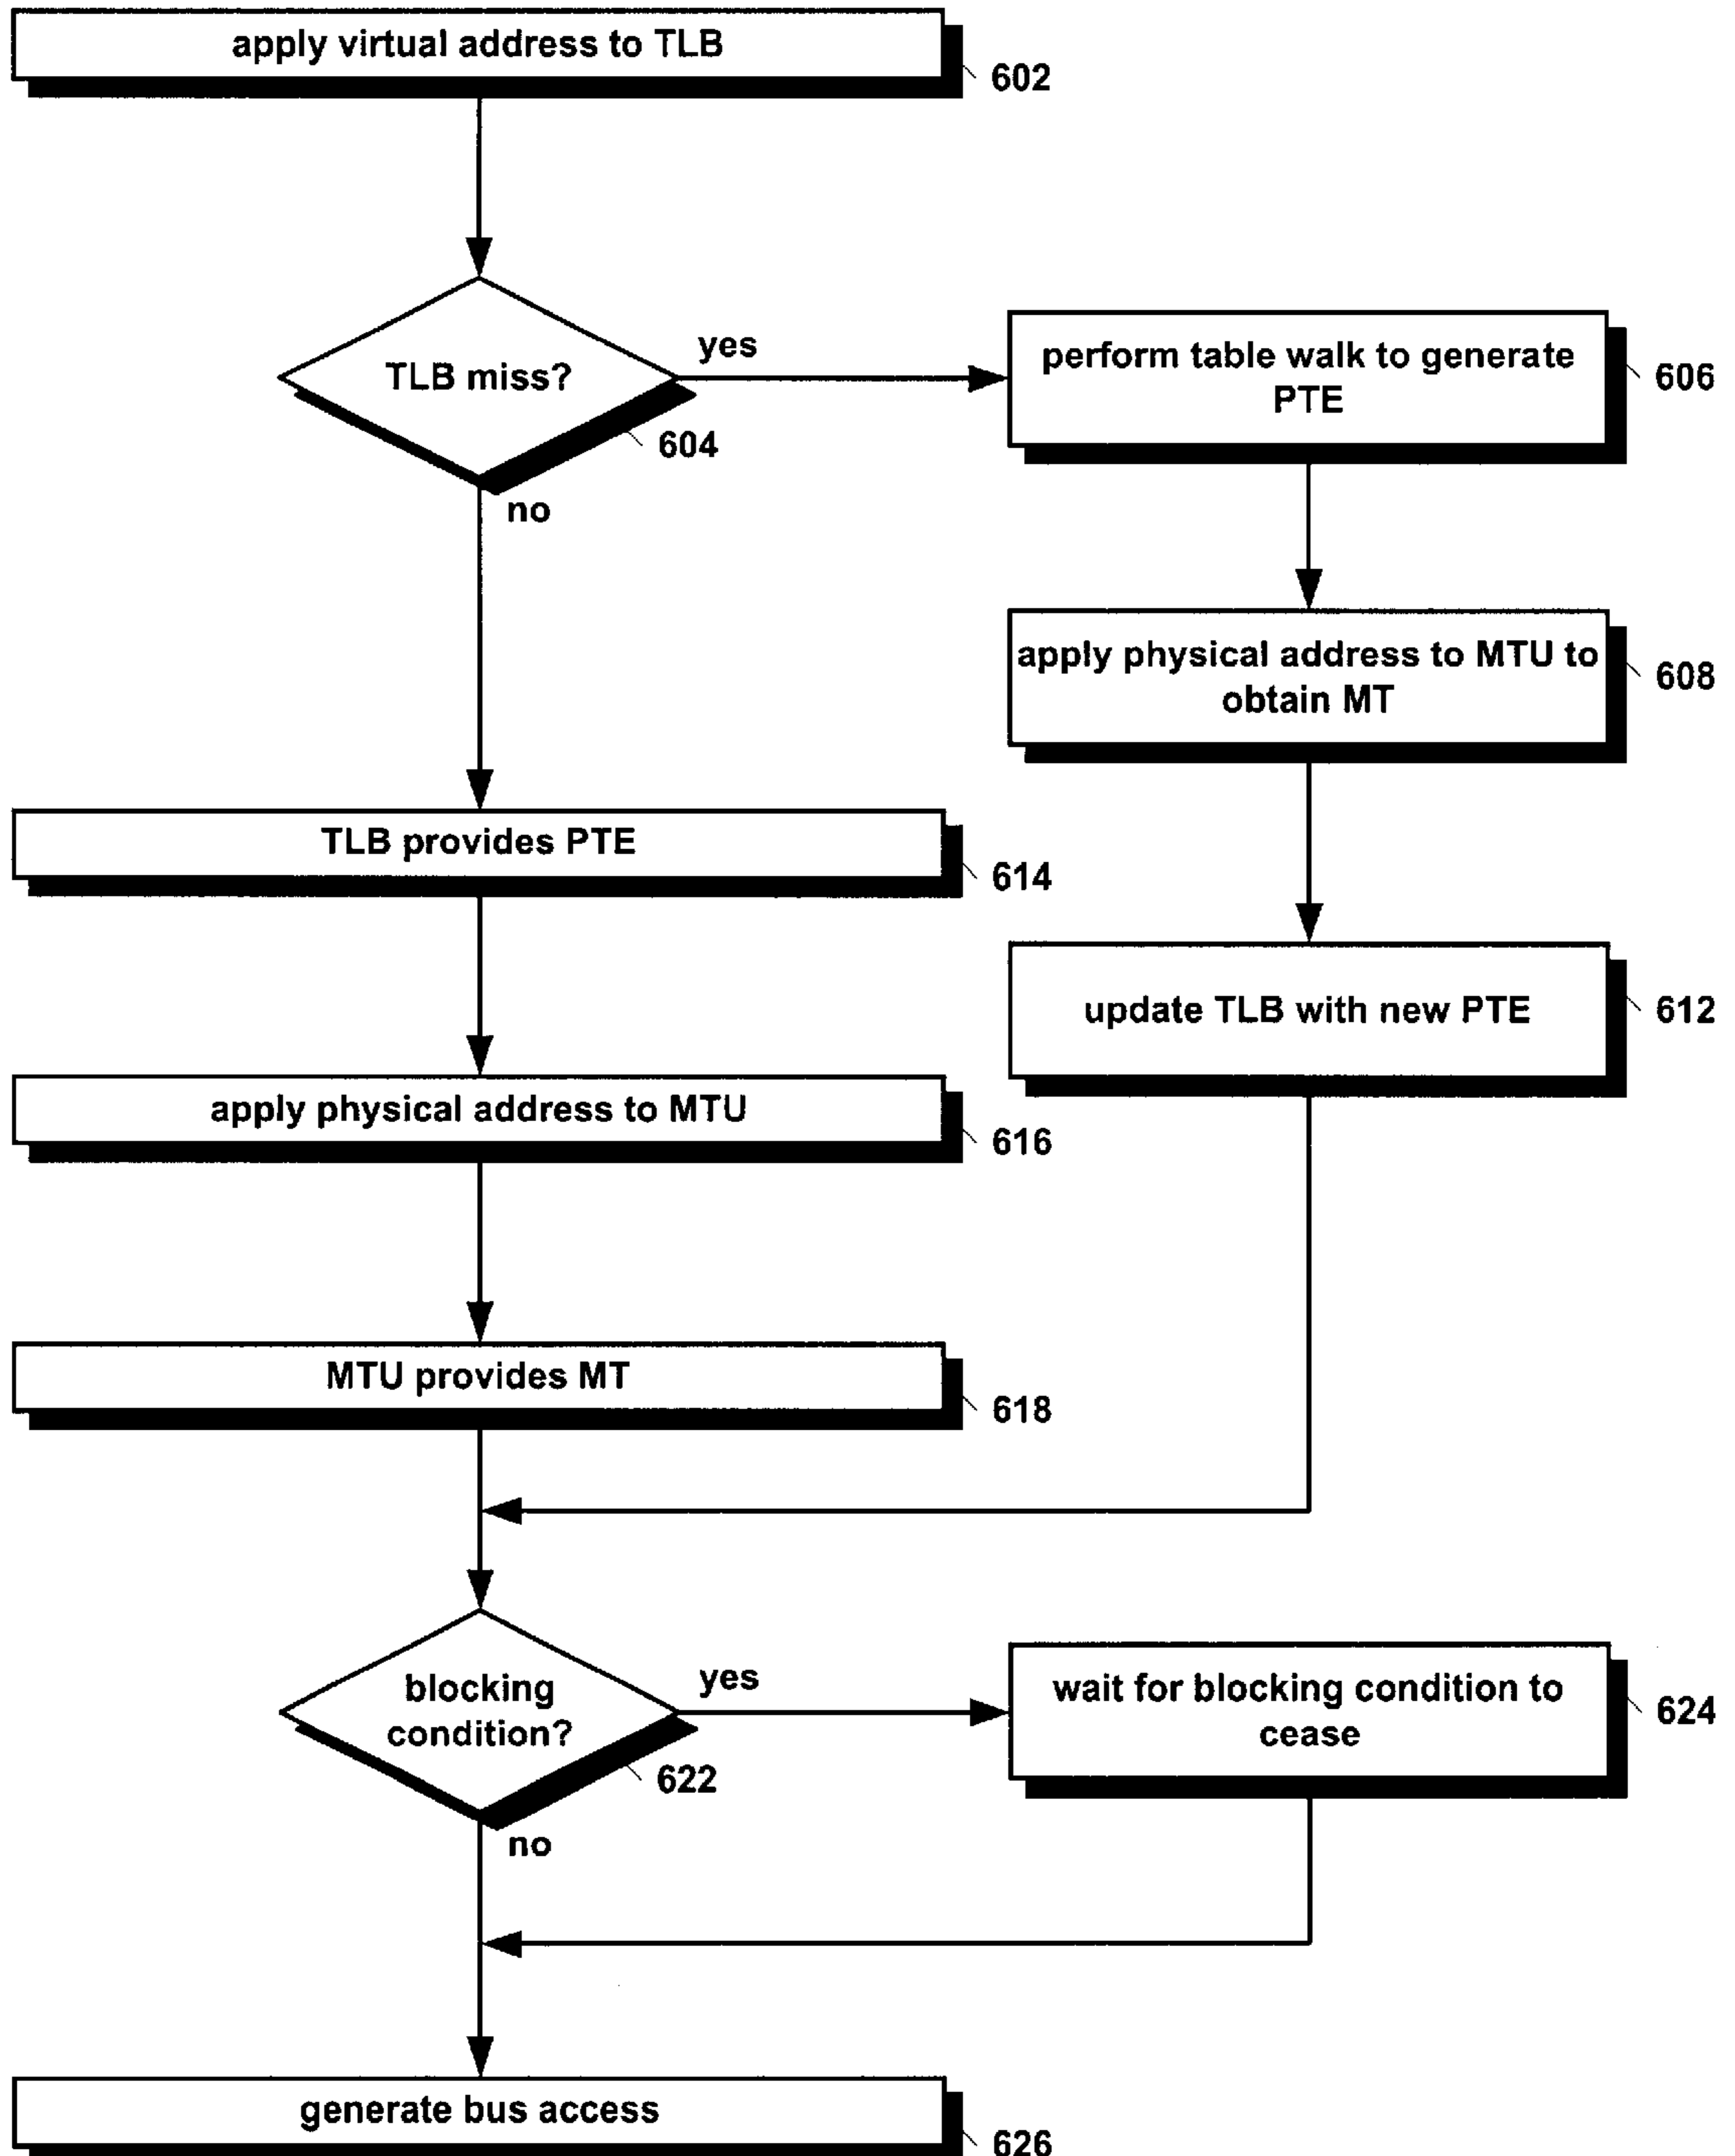 apply virtual address to TLB
602
TLB miss?
yes
604
no
perform table walk to generate
PTE
606
apply physical address to MTU to
obtain MT
608
TLB provides PTE
614
update TLB with new PTE
612
apply physical address to MTU
616
MTU provides MT
618
blocking
condition?
yes
622
no
wait for blocking condition to
cease
624
generate bus access
626